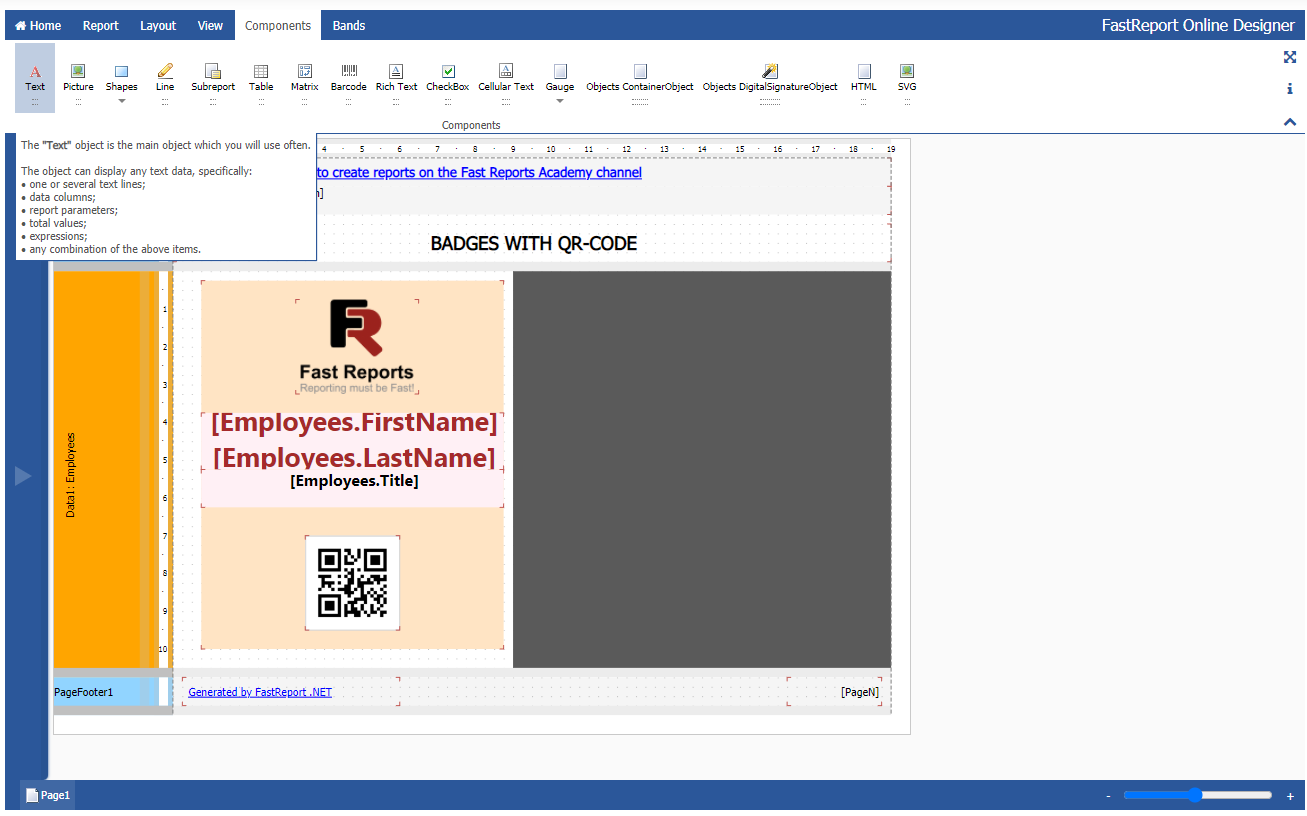 Home Report Layout View Components Bands FastReport Online Designer
Text Picture Shapes Line Subreport Table Matrix Barcode Rich Text CheckBox Cellular Text Gauge Objects ContainerObject Objects DigitalSignatureObject HTML SVG
Components
The "Text" object is the main object which you will use often.
The object can display any text data, specifically:
• one or several text lines;
• data columns;
• report parameters;
• total values;
• expressions;
• any combination of the above items.
4 5 6 7 8 9 10 11 12 13 14 15 16 17 18 19
to create reports on the Fast Reports Academy channel
]
BADGES WITH QR-CODE
Data1: Employees
1
2
3
4
5
6
7
8
9
10
FR
Fast Reports
Reporting must be Fast!
[Employees.FirstName]
[Employees.LastName]
[Employees.Title]
PageFooter1
Generated by FastReport .NET
[PageN]
Page1
- +